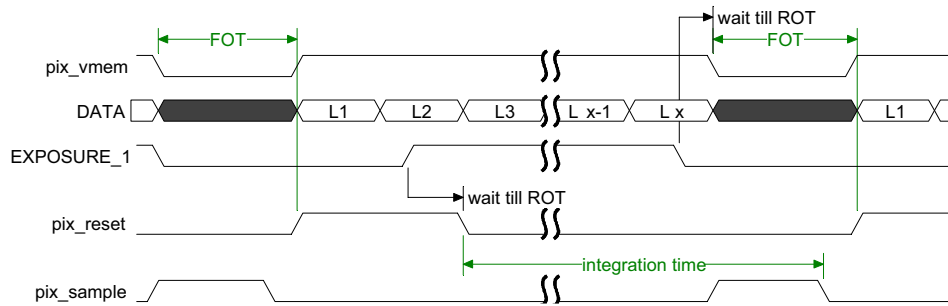 wait till ROT
FOT
FOT
pix_vmem
DATA
L1
L2
L3
L x-1
L x
L1
EXPOSURE_1
wait till ROT
pix_reset
integration time
pix_sample